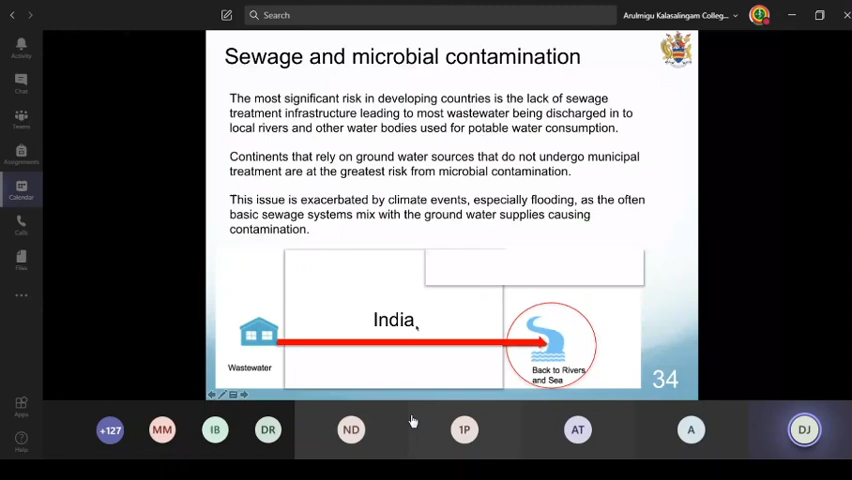 Search
Arulmigu Kalasalingam Colleg...
Activity
Chat
Teams
Assignments
Calendar
Calls
Files
Apps
Help
Sewage and microbial contamination
The most significant risk in developing countries is the lack of sewage
treatment infrastructure leading to most wastewater being discharged in to
local rivers and other water bodies used for potable water consumption.
Continents that rely on ground water sources that do not undergo municipal
treatment are at the greatest risk from microbial contamination.
This issue is exacerbated by climate events, especially flooding, as the often
basic sewage systems mix with the ground water supplies causing
contamination.
India
Wastewater
Back to Rivers
and Sea
34
+127
MM
IB
DR
ND
1P
AT
A
DJ